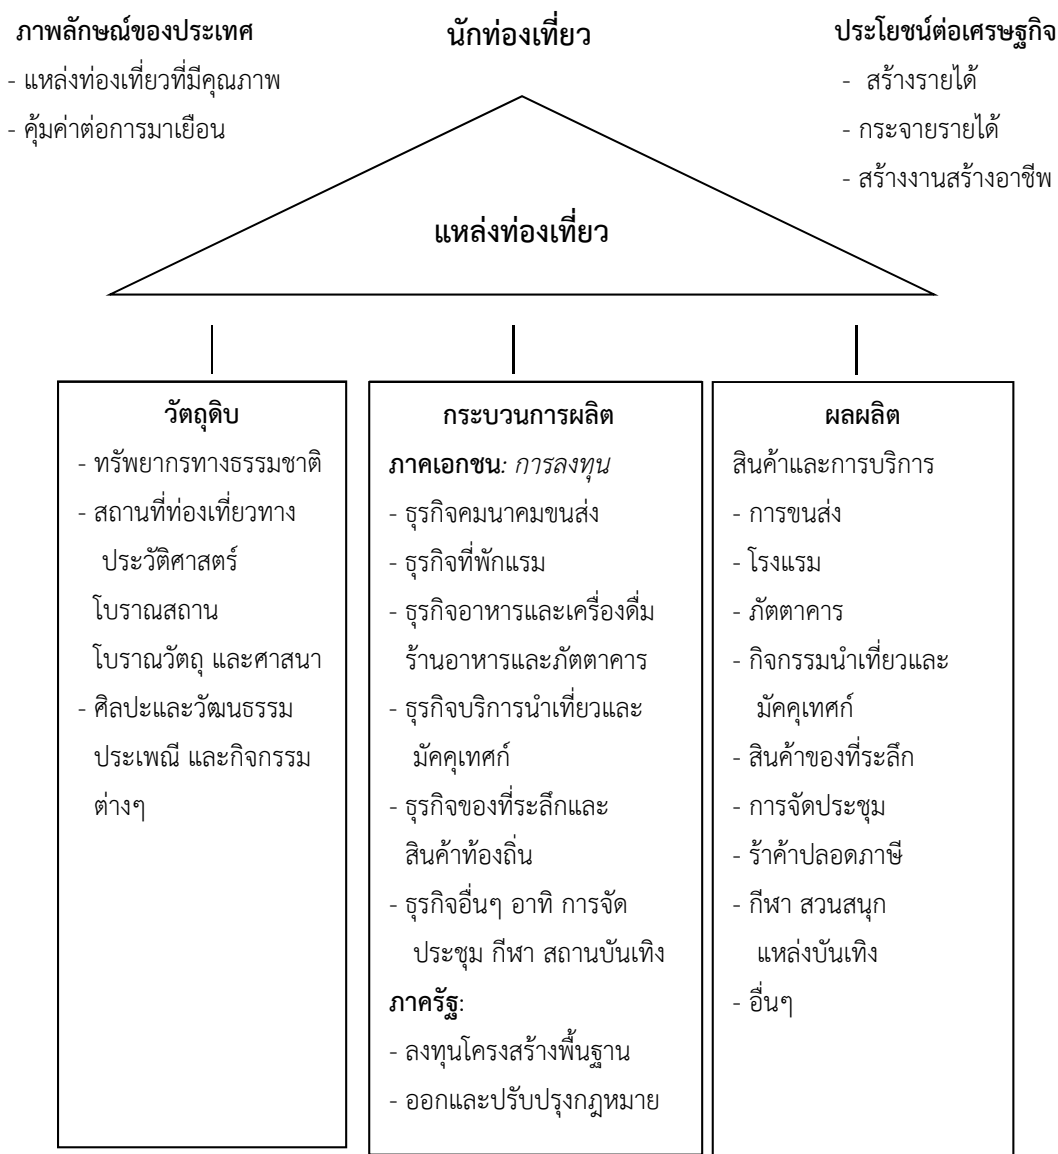 ภาพลักษณ์ของประเทศ
- แหล่งท่องเที่ยวที่มีคุณภาพ
- คุ้มค่าต่อการมาเยือน
นักท่องเที่ยว
ประโยชน์ต่อเศรษฐกิจ
- สร้างรายได้
- กระจายรายได้
- สร้างงานสร้างอาชีพ
แหล่งท่องเที่ยว
วัตถุดิบ
- ทรัพยากรทางธรรมชาติ
- สถานที่ท่องเที่ยวทาง
ประวัติศาสตร์
โบราณสถาน
โบราณวัตถุ และศาสนา
- ศิลปะและวัฒนธรรม
ประเพณี และกิจกรรม
ต่างๆ
กระบวนการผลิต
ภาคเอกชน: การลงทุน
- ธุรกิจคมนาคมขนส่ง
- ธุรกิจที่พักแรม
- ธุรกิจอาหารและเครื่องดื่ม
ร้านอาหารและภัตตาคาร
- ธุรกิจบริการนำเที่ยวและ
มัคคุเทศก์
- ธุรกิจของที่ระลึกและ
สินค้าท้องถิ่น
- ธุรกิจอื่นๆ อาทิ การจัด
ประชุม กีฬา สถานบันเทิง
ภาครัฐ:
- ลงทุนโครงสร้างพื้นฐาน
- ออกและปรับปรุงกฎหมาย
ผลผลิต
สินค้าและการบริการ
- การขนส่ง
- โรงแรม
- ภัตตาคาร
- กิจกรรมนำเที่ยวและ
มัคคุเทศก์
- สินค้าของที่ระลึก
- การจัดประชุม
- ร้าค้าปลอดภาษี
- กีฬา สวนสนุก
แหล่งบันเทิง
- อื่นๆ